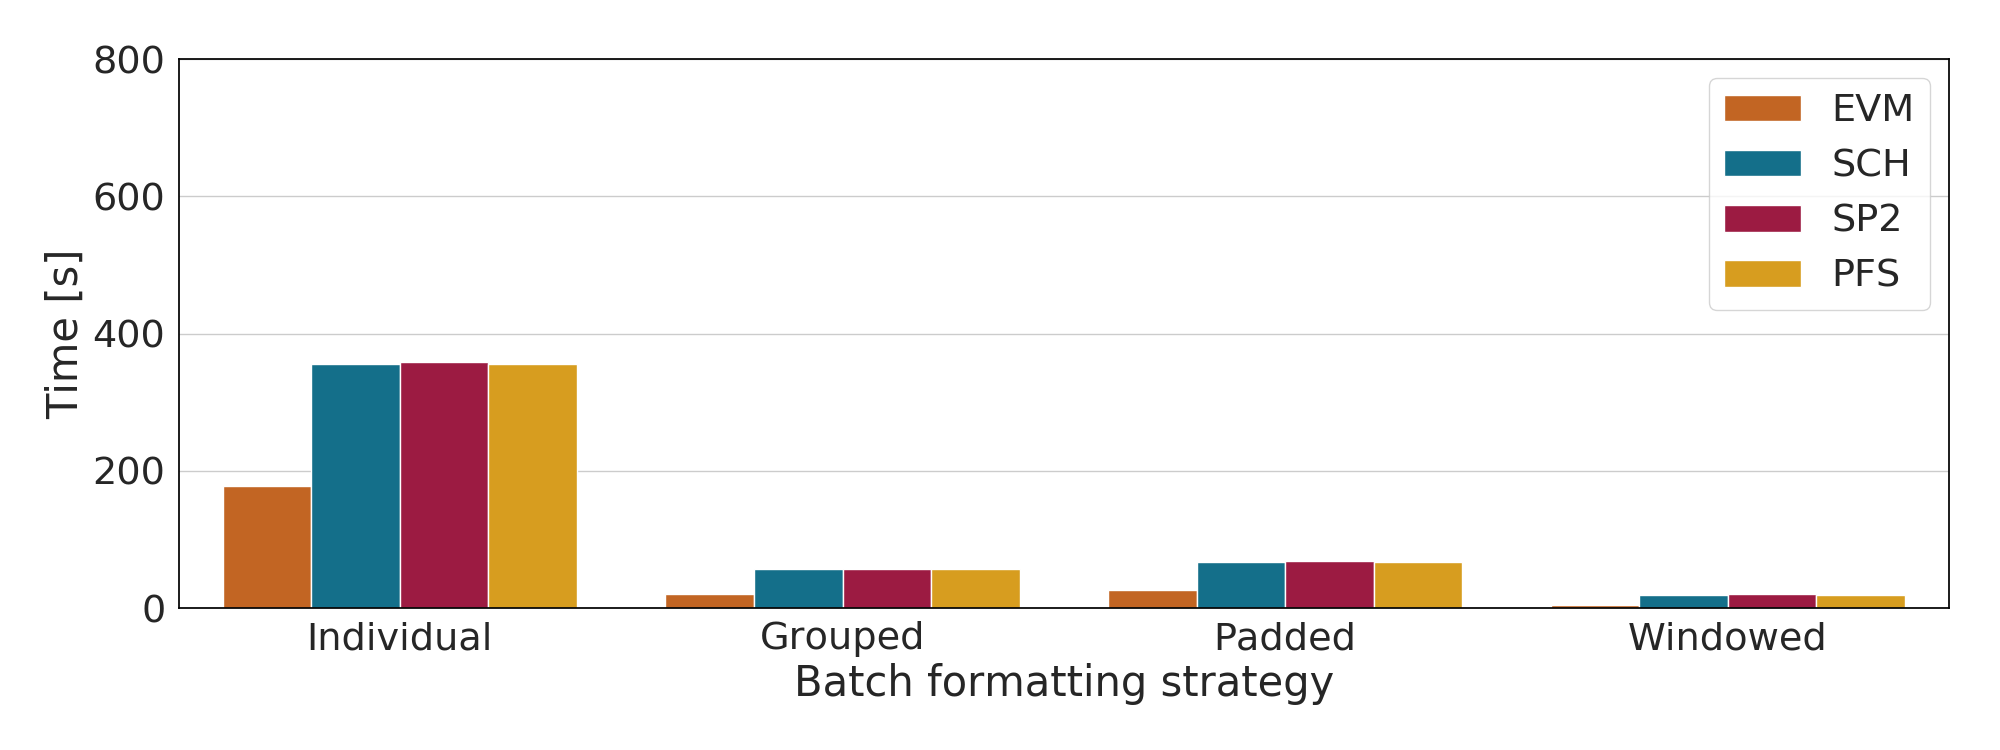 800
600
400
200
0
Time [s]
EVM
SCH
SP2
PFS
Individual
Grouped
Padded
Windowed
Batch formatting strategy